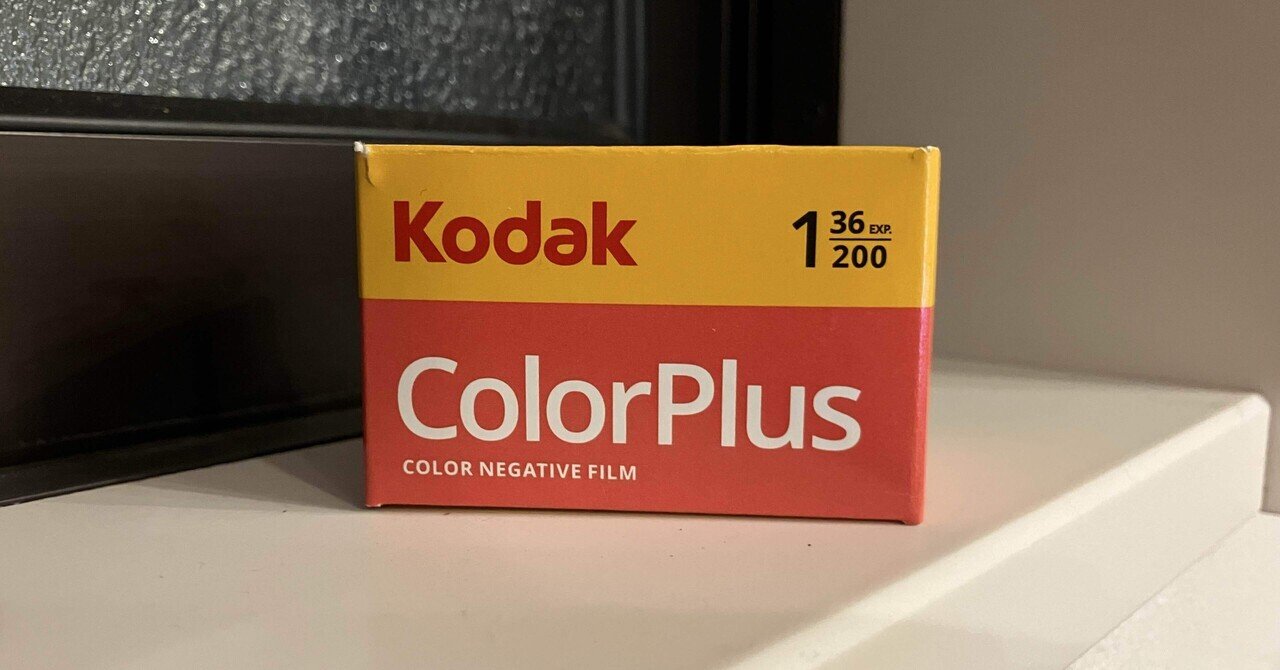 Kodak
1 36 EXP.
200
ColorPlus
COLOR NEGATIVE FILM